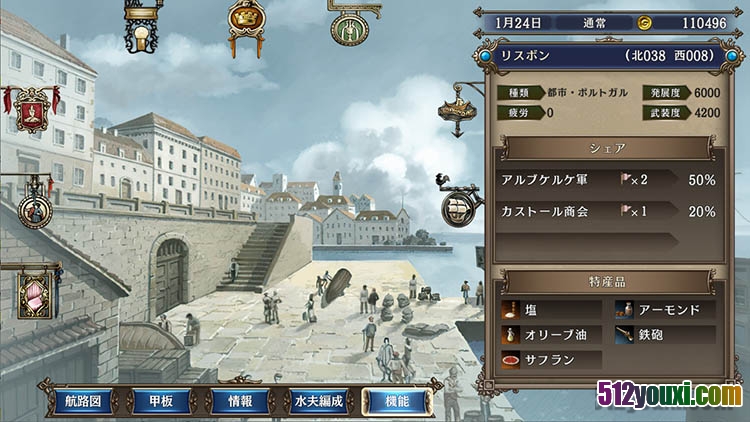 1月24日 通常 110496
リスボン (北038 西008)
種類 都市・ポルトガル 発展度 6000
疲労 0 武装度 4200
シェア
アルブケルケ軍 ×2 50%
カストール商会 ×1 20%
特産品
塩 アーモンド
オリーブ油 鉄砲
サフラン
航路図 甲板 情報 水夫編成 機能
512youxi.com